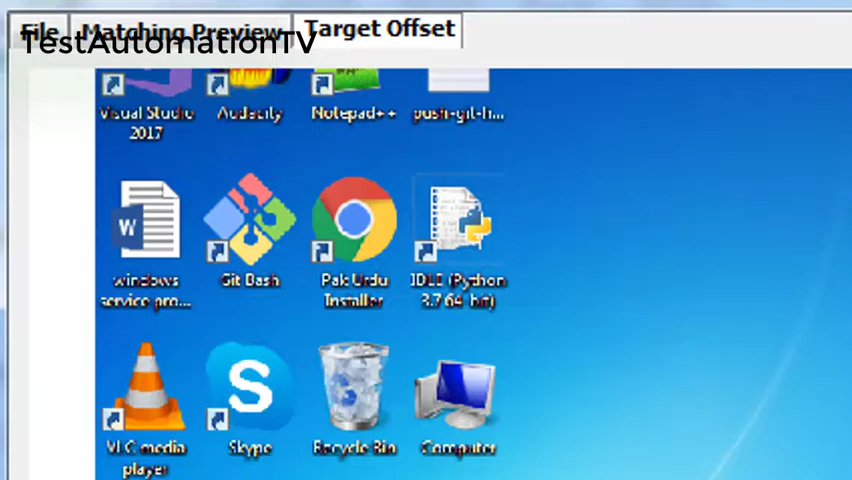 File
Matching Preview
Target Offset
TestAutomationTV
Visual Studio
2017
Audacity
Notepad++
push-git-h...
W
windows
service pro...
Git Bash
Pak Urdu
Installer
IDLE (Python
3.7 64-bit)
VLC media
player
S
Skype
Recycle Bin
Computer